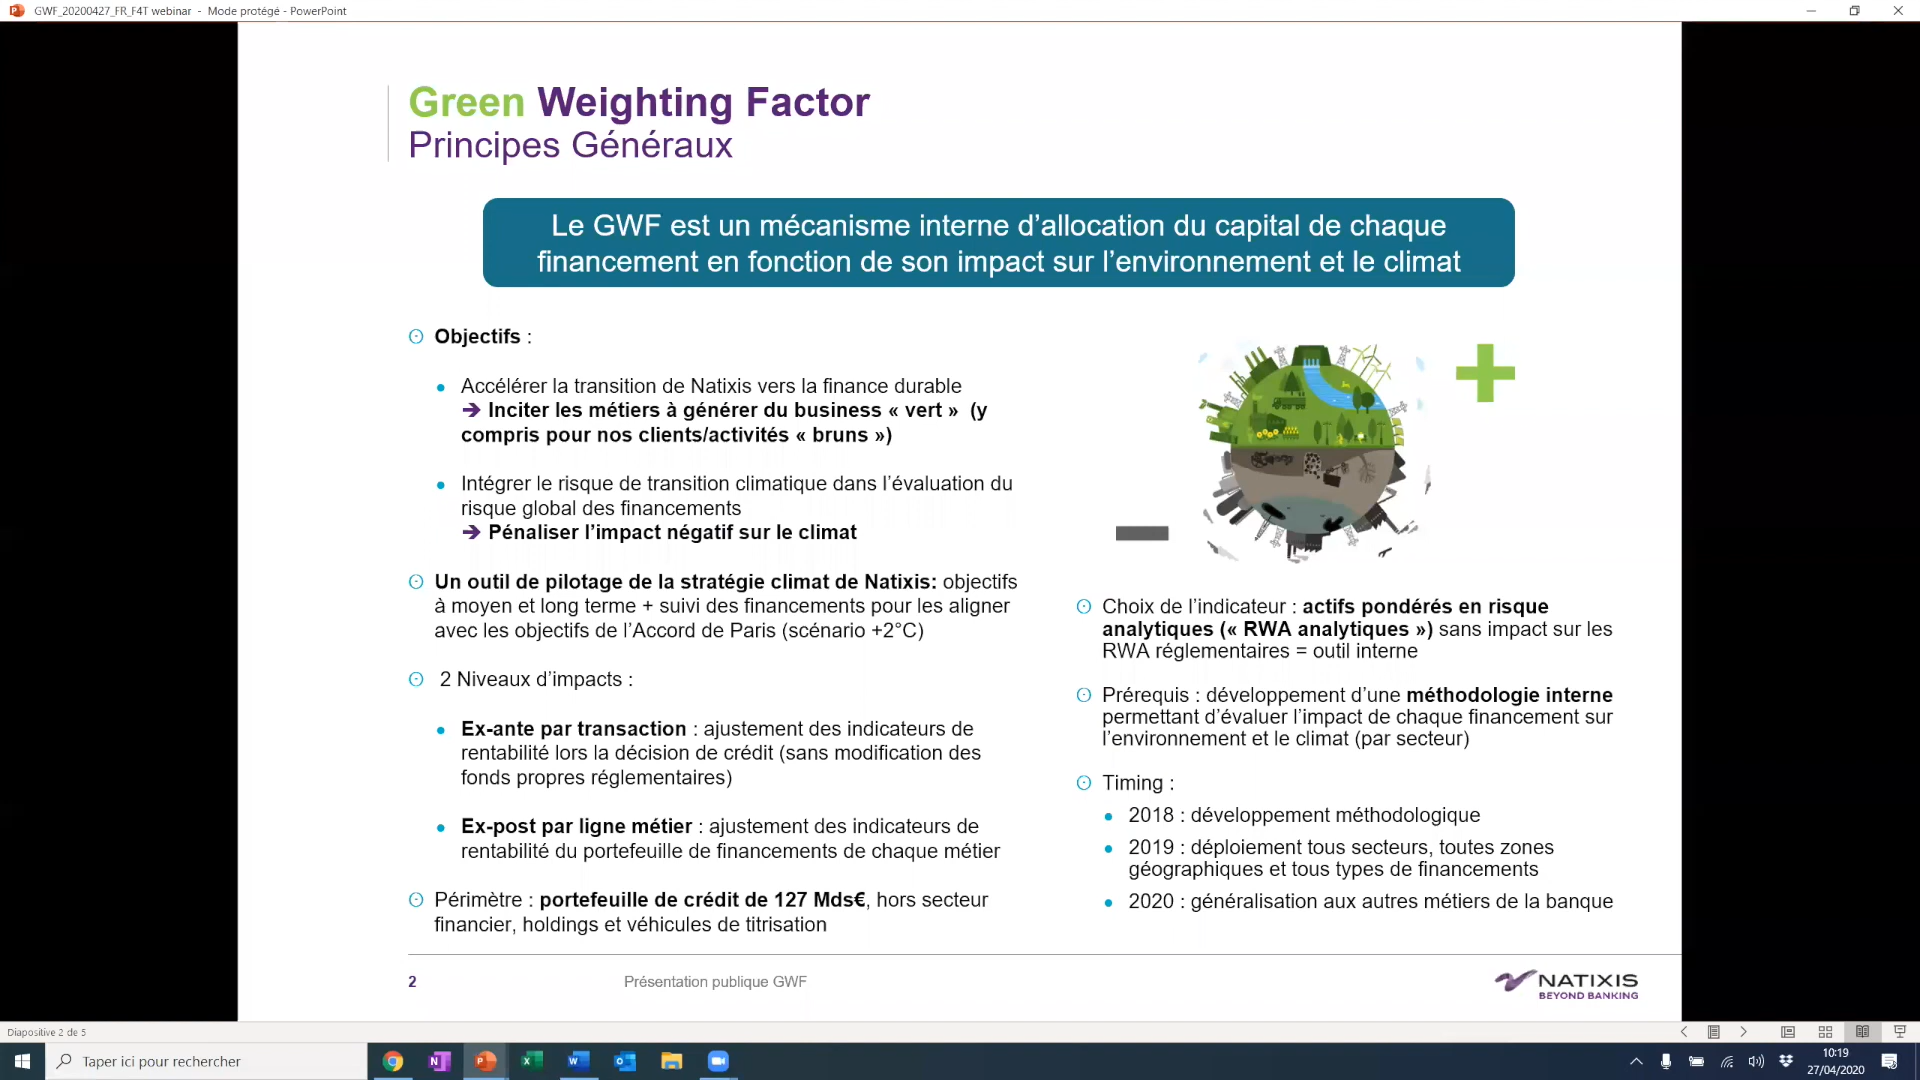 GWF_20200427_FR_F4T webinar - Mode protégé - PowerPoint
Green Weighting Factor
Principes Généraux
Le GWF est un mécanisme interne d’allocation du capital de chaque
financement en fonction de son impact sur l’environnement et le climat
Objectifs :
Accélérer la transition de Natixis vers la finance durable
➔ Inciter les métiers à générer du business « vert » (y
compris pour nos clients/activités « bruns »)
Intégrer le risque de transition climatique dans l’évaluation du
risque global des financements
➔ Pénaliser l’impact négatif sur le climat
Un outil de pilotage de la stratégie climat de Natixis: objectifs
à moyen et long terme + suivi des financements pour les aligner
avec les objectifs de l’Accord de Paris (scénario +2°C)
2 Niveaux d’impacts :
Ex-ante par transaction : ajustement des indicateurs de
rentabilité lors la décision de crédit (sans modification des
fonds propres réglementaires)
Ex-post par ligne métier : ajustement des indicateurs de
rentabilité du portefeuille de financements de chaque métier
Périmètre : portefeuille de crédit de 127 Mds€, hors secteur
financier, holdings et véhicules de titrisation
Choix de l’indicateur : actifs pondérés en risque
analytiques (« RWA analytiques ») sans impact sur les
RWA réglementaires = outil interne
Prérequis : développement d’une méthodologie interne
permettant d’évaluer l’impact de chaque financement sur
l’environnement et le climat (par secteur)
Timing :
2018 : développement méthodologique
2019 : déploiement tous secteurs, toutes zones
géographiques et tous types de financements
2020 : généralisation aux autres métiers de la banque
2
Présentation publique GWF
NATIXIS
BEYOND BANKING
Diapositive 2 de 5
Taper ici pour rechercher
10:19
27/04/2020